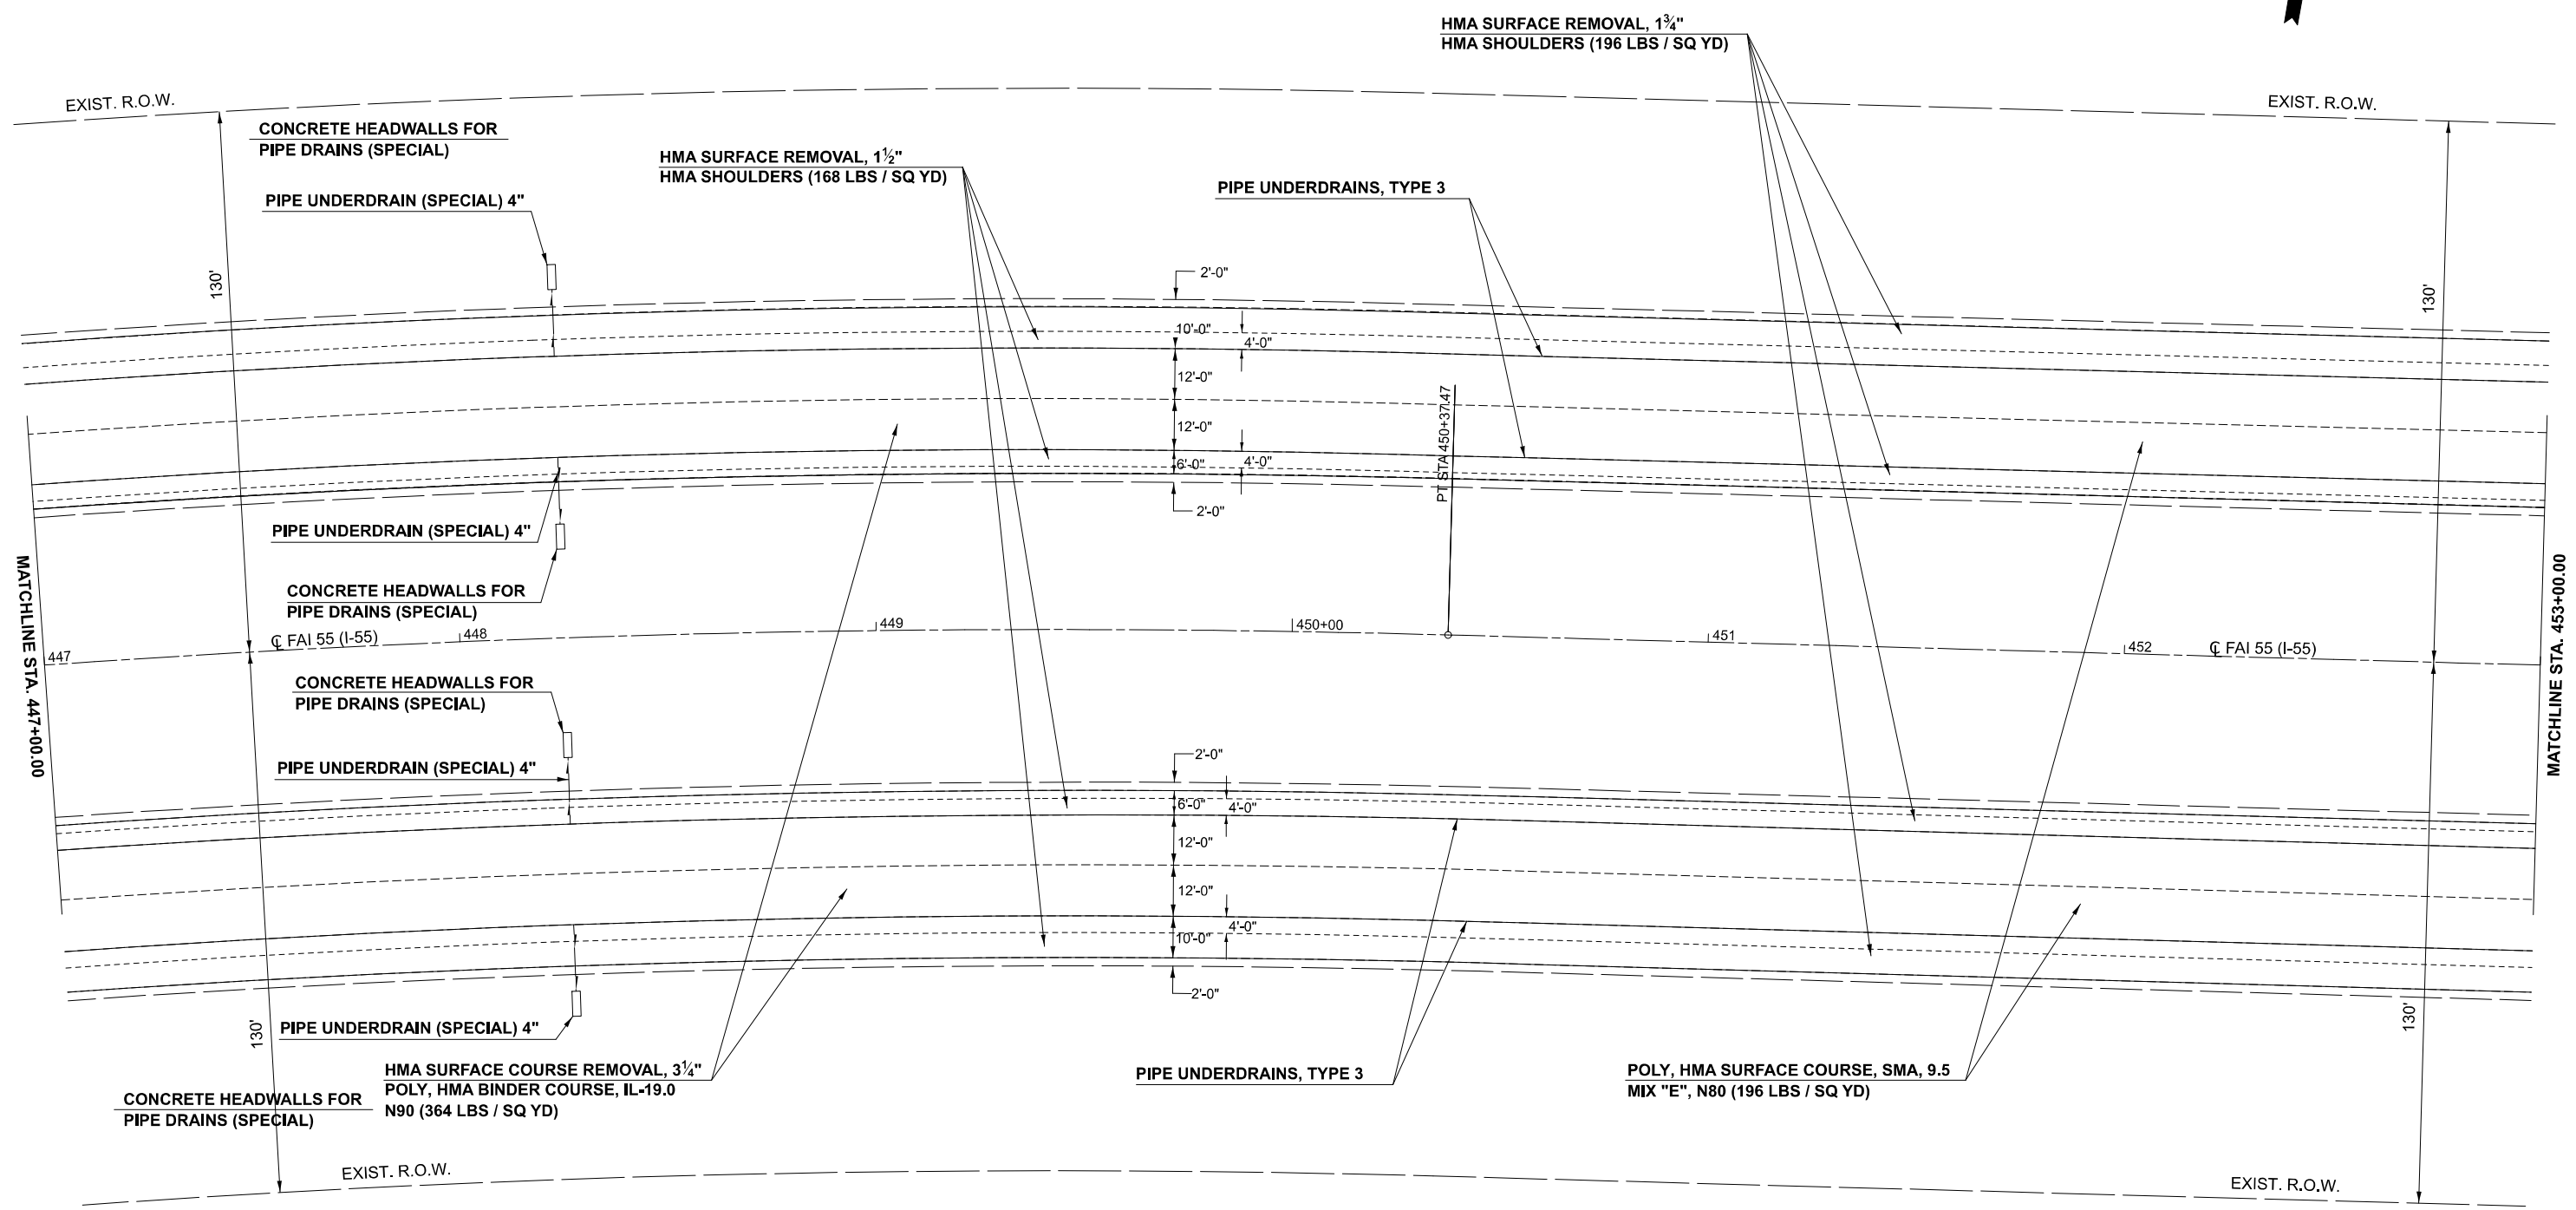 HMA SURFACE REMOVAL, 1¾"
HMA SHOULDERS (196 LBS / SQ YD)
EXIST. R.O.W.
EXIST. R.O.W.
CONCRETE HEADWALLS FOR
PIPE DRAINS (SPECIAL)
HMA SURFACE REMOVAL, 1½"
HMA SHOULDERS (168 LBS / SQ YD)
PIPE UNDERDRAIN (SPECIAL) 4"
PIPE UNDERDRAINS, TYPE 3
130'
130'
2'-0"
10'-0"
4'-0"
12'-0"
12'-0"
6'-0"
4'-0"
2'-0"
PT STA 450+37.47
PIPE UNDERDRAIN (SPECIAL) 4"
CONCRETE HEADWALLS FOR
PIPE DRAINS (SPECIAL)
MATCHLINE STA. 447+00.00
MATCHLINE STA. 453+00.00
447
℄ FAI 55 (I-55)
448
449
450+00
451
452
℄ FAI 55 (I-55)
CONCRETE HEADWALLS FOR
PIPE DRAINS (SPECIAL)
PIPE UNDERDRAIN (SPECIAL) 4"
2'-0"
6'-0"
4'-0"
12'-0"
12'-0"
4'-0"
10'-0"
2'-0"
130'
130'
PIPE UNDERDRAIN (SPECIAL) 4"
HMA SURFACE COURSE REMOVAL, 3¼"
POLY, HMA BINDER COURSE, IL-19.0
N90 (364 LBS / SQ YD)
CONCRETE HEADWALLS FOR
PIPE DRAINS (SPECIAL)
PIPE UNDERDRAINS, TYPE 3
POLY, HMA SURFACE COURSE, SMA, 9.5
MIX "E", N80 (196 LBS / SQ YD)
EXIST. R.O.W.
EXIST. R.O.W.